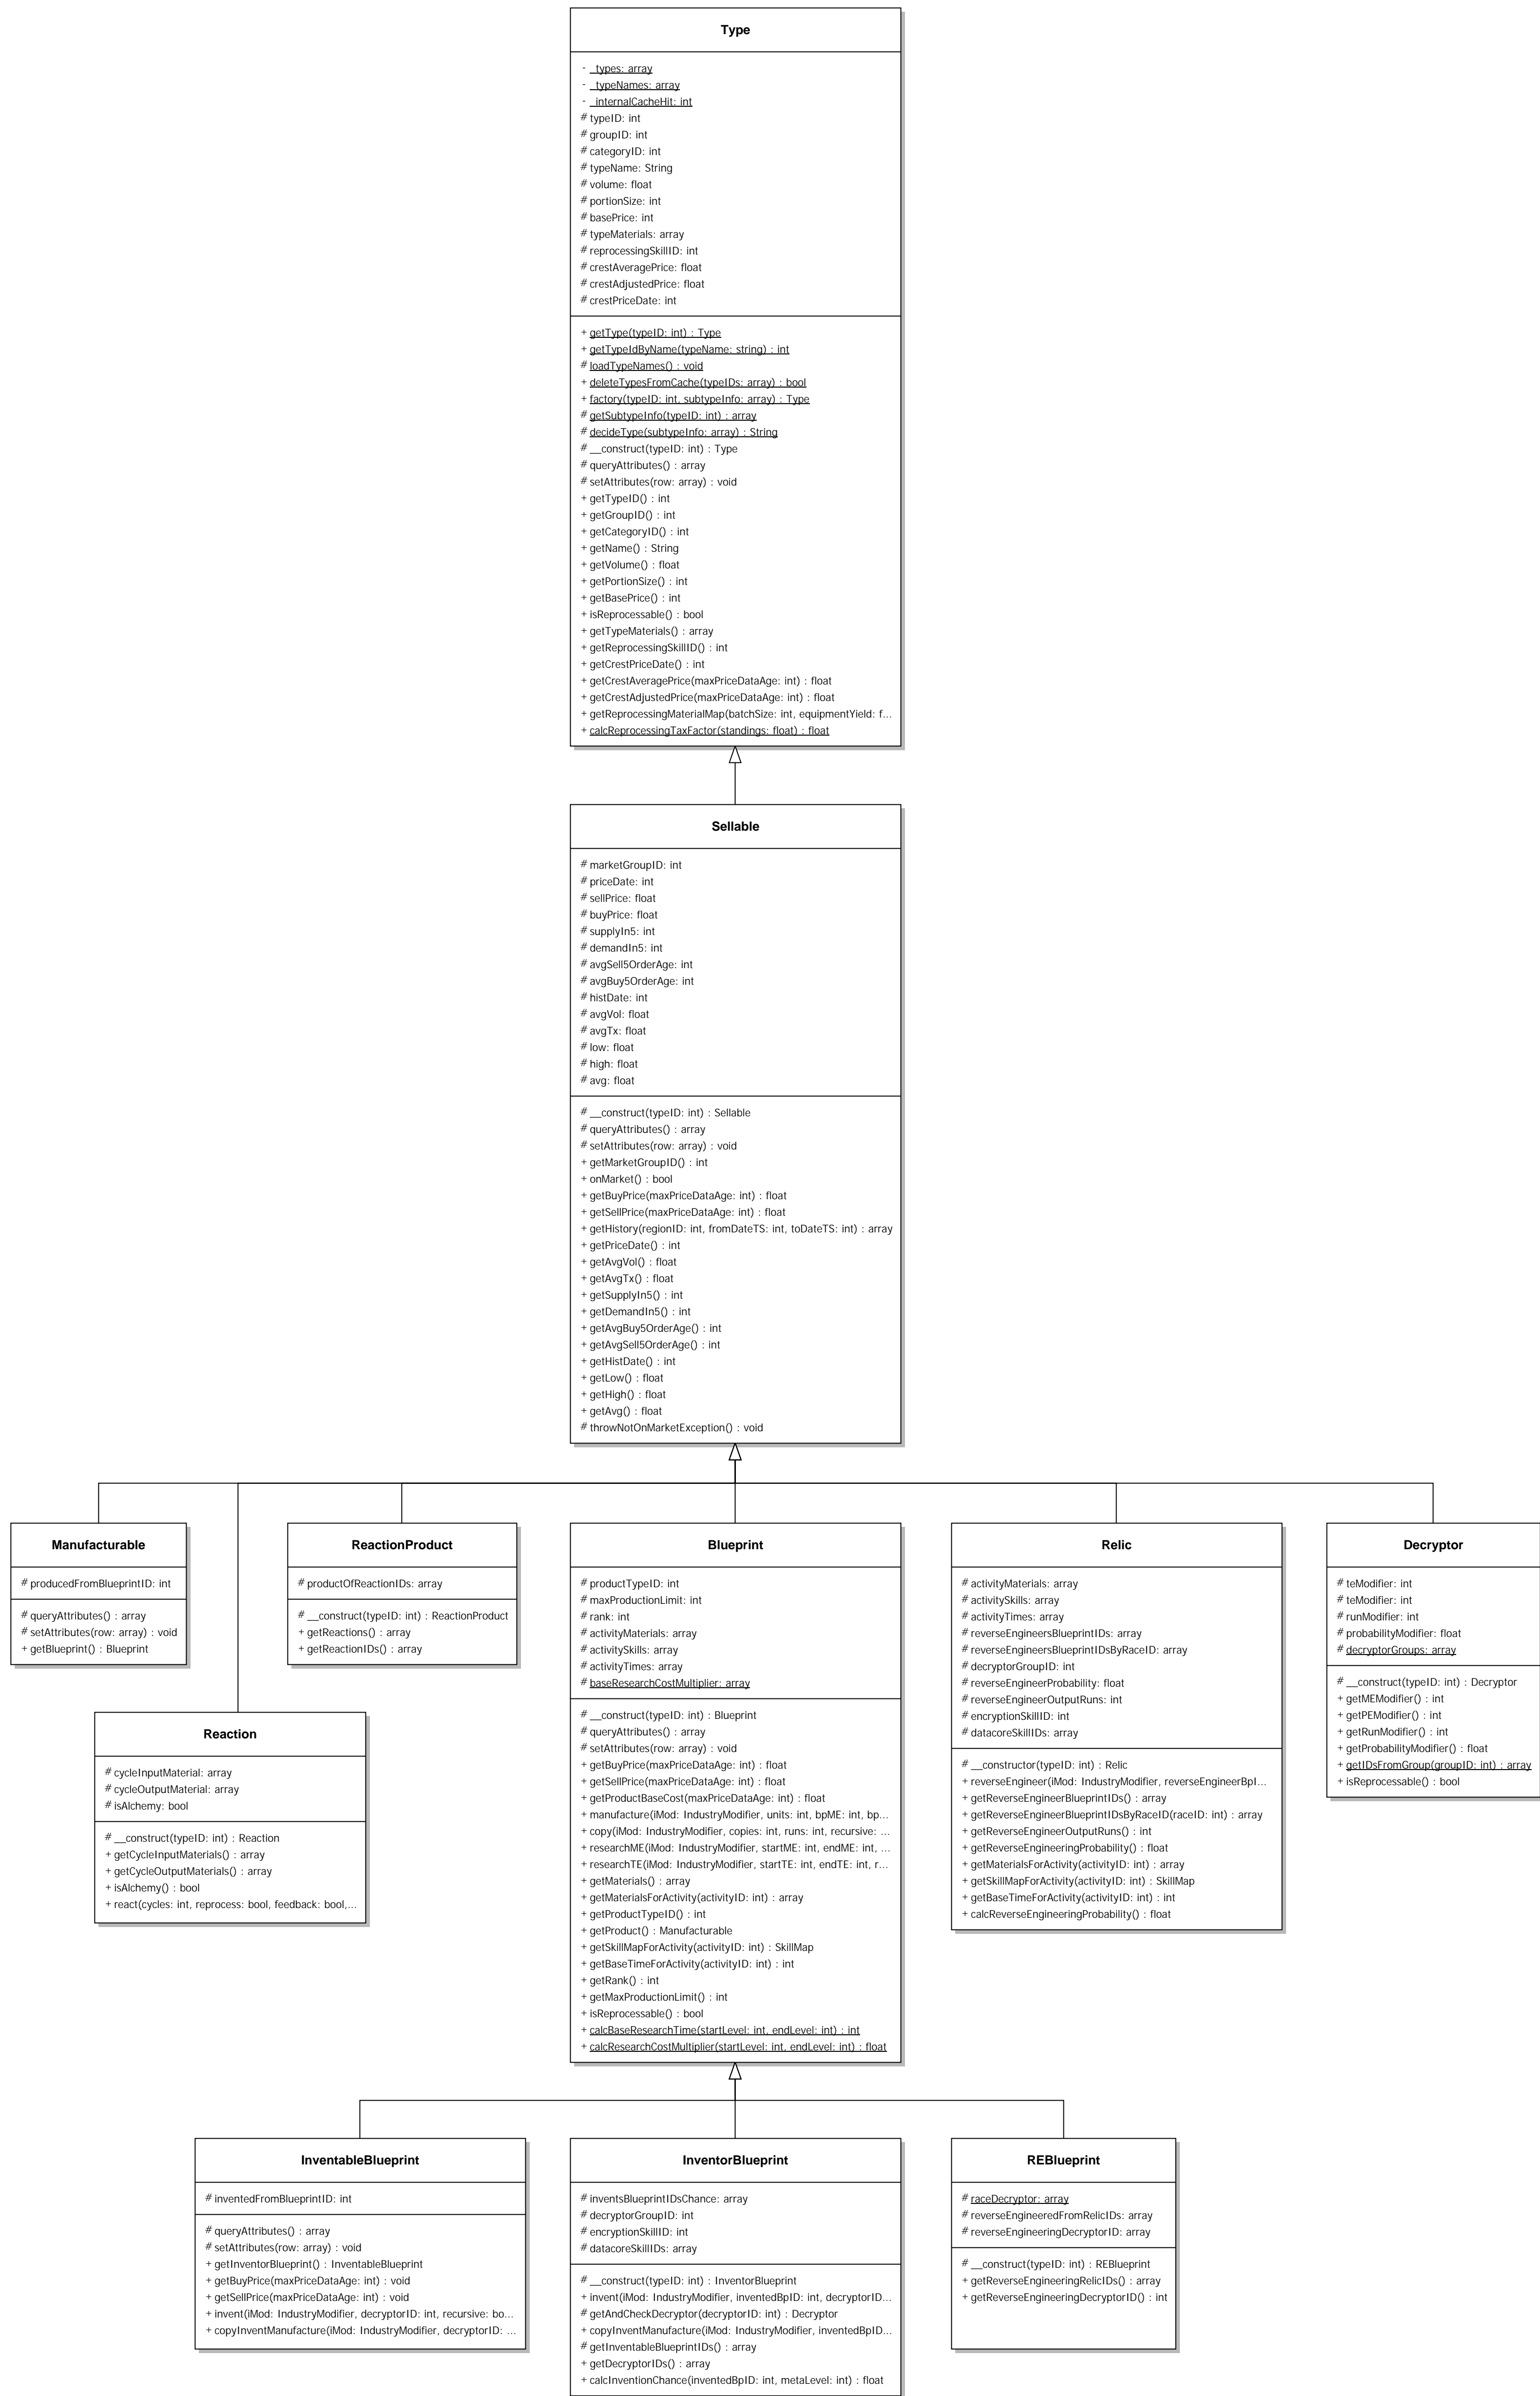 Type
- _types: array
- _typeNames: array
- _internalCacheHit: int
# typeID: int
# groupID: int
# categoryID: int
# typeName: String
# volume: float
# portionSize: int
# basePrice: int
# typeMaterials: array
# reprocessingSkillID: int
# crestAveragePrice: float
# crestAdjustedPrice: float
# crestPriceDate: int
+ getType(typeID: int) : Type
+ getTypeIdByName(typeName: string) : int
# loadTypeNames() : void
+ deleteTypesFromCache(typeIDs: array) : bool
+ factory(typeID: int, subtypeInfo: array) : Type
# getSubtypeInfo(typeID: int) : array
# decideType(subtypeInfo: array) : String
# __construct(typeID: int) : Type
# queryAttributes() : array
# setAttributes(row: array) : void
+ getTypeID() : int
+ getGroupID() : int
+ getCategoryID() : int
+ getName() : String
+ getVolume() : float
+ getPortionSize() : int
+ getBasePrice() : int
+ isReprocessable() : bool
+ getTypeMaterials() : array
+ getReprocessingSkillID() : int
+ getCrestPriceDate() : int
+ getCrestAveragePrice(maxPriceDataAge: int) : float
+ getCrestAdjustedPrice(maxPriceDataAge: int) : float
+ getReprocessingMaterialMap(batchSize: int, equipmentYield: f...
+ calcReprocessingTaxFactor(standings: float) : float
Sellable
# marketGroupID: int
# priceDate: int
# sellPrice: float
# buyPrice: float
# supplyIn5: int
# demandIn5: int
# avgSell5OrderAge: int
# avgBuy5OrderAge: int
# histDate: int
# avgVol: float
# avgTx: float
# low: float
# high: float
# avg: float
# __construct(typeID: int) : Sellable
# queryAttributes() : array
# setAttributes(row: array) : void
+ getMarketGroupID() : int
+ onMarket() : bool
+ getBuyPrice(maxPriceDataAge: int) : float
+ getSellPrice(maxPriceDataAge: int) : float
+ getHistory(regionID: int, fromDateTS: int, toDateTS: int) : array
+ getPriceDate() : int
+ getAvgVol() : float
+ getAvgTx() : float
+ getSupplyIn5() : int
+ getDemandIn5() : int
+ getAvgBuy5OrderAge() : int
+ getAvgSell5OrderAge() : int
+ getHistDate() : int
+ getLow() : float
+ getHigh() : float
+ getAvg() : float
# throwNotOnMarketException() : void
Manufacturable
# producedFromBlueprintID: int
# queryAttributes() : array
# setAttributes(row: array) : void
+ getBlueprint() : Blueprint
Reaction
# cycleInputMaterial: array
# cycleOutputMaterial: array
# isAlchemy: bool
# __construct(typeID: int) : Reaction
+ getCycleInputMaterials() : array
+ getCycleOutputMaterials() : array
+ isAlchemy() : bool
+ react(cycles: int, reprocess: bool, feedback: bool,...
ReactionProduct
# productOfReactionIDs: array
# __construct(typeID: int) : ReactionProduct
+ getReactions() : array
+ getReactionIDs() : array
Blueprint
# productTypeID: int
# maxProductionLimit: int
# rank: int
# activityMaterials: array
# activitySkills: array
# activityTimes: array
# baseResearchCostMultiplier: array
# __construct(typeID: int) : Blueprint
# queryAttributes() : array
# setAttributes(row: array) : void
+ getBuyPrice(maxPriceDataAge: int) : float
+ getSellPrice(maxPriceDataAge: int) : float
+ getProductBaseCost(maxPriceDataAge: int) : float
+ manufacture(iMod: IndustryModifier, units: int, bpME: int, bp...
+ copy(iMod: IndustryModifier, copies: int, runs: int, recursive: ...
+ researchME(iMod: IndustryModifier, startME: int, endME: int, ...
+ researchTE(iMod: IndustryModifier, startTE: int, endTE: int, r...
+ getMaterials() : array
+ getMaterialsForActivity(activityID: int) : array
+ getProductTypeID() : int
+ getProduct() : Manufacturable
+ getSkillMapForActivity(activityID: int) : SkillMap
+ getBaseTimeForActivity(activityID: int) : int
+ getRank() : int
+ getMaxProductionLimit() : int
+ isReprocessable() : bool
+ calcBaseResearchTime(startLevel: int, endLevel: int) : int
+ calcResearchCostMultiplier(startLevel: int, endLevel: int) : float
Relic
# activityMaterials: array
# activitySkills: array
# activityTimes: array
# reverseEngineersBlueprintIDs: array
# reverseEngineersBlueprintIDsByRaceID: array
# decryptorGroupID: int
# reverseEngineerProbability: float
# reverseEngineerOutputRuns: int
# encryptionSkillID: int
# datacoreSkillIDs: array
# __constructor(typeID: int) : Relic
+ reverseEngineer(iMod: IndustryModifier, reverseEngineerBpI...
+ getReverseEngineerBlueprintIDs() : array
+ getReverseEngineerBlueprintIDsByRaceID(raceID: int) : array
+ getReverseEngineerOutputRuns() : int
+ getReverseEngineeringProbability() : float
+ getMaterialsForActivity(activityID: int) : array
+ getSkillMapForActivity(activityID: int) : SkillMap
+ getBaseTimeForActivity(activityID: int) : int
+ calcReverseEngineeringProbability() : float
Decryptor
# teModifier: int
# teModifier: int
# runModifier: int
# probabilityModifier: float
# decryptorGroups: array
# __construct(typeID: int) : Decryptor
+ getMEModifier() : int
+ getPEModifier() : int
+ getRunModifier() : int
+ getProbabilityModifier() : float
+ getIDsFromGroup(groupID: int) : array
+ isReprocessable() : bool
InventableBlueprint
# inventedFromBlueprintID: int
# queryAttributes() : array
# setAttributes(row: array) : void
+ getInventorBlueprint() : InventableBlueprint
+ getBuyPrice(maxPriceDataAge: int) : void
+ getSellPrice(maxPriceDataAge: int) : void
+ invent(iMod: IndustryModifier, decryptorID: int, recursive: bo...
+ copyInventManufacture(iMod: IndustryModifier, decryptorID: ...
InventorBlueprint
# inventsBlueprintIDsChance: array
# decryptorGroupID: int
# encryptionSkillID: int
# datacoreSkillIDs: array
# __construct(typeID: int) : InventorBlueprint
+ invent(iMod: IndustryModifier, inventedBpID: int, decryptorID...
# getAndCheckDecryptor(decryptorID: int) : Decryptor
+ copyInventManufacture(iMod: IndustryModifier, inventedBpID...
# getInventableBlueprintIDs() : array
+ getDecryptorIDs() : array
+ calcInventionChance(inventedBpID: int, metaLevel: int) : float
REBlueprint
# raceDecryptor: array
# reverseEngineeredFromRelicIDs: array
# reverseEngineeringDecryptorID: array
# __construct(typeID: int) : REBlueprint
+ getReverseEngineeringRelicIDs() : array
+ getReverseEngineeringDecryptorID() : int